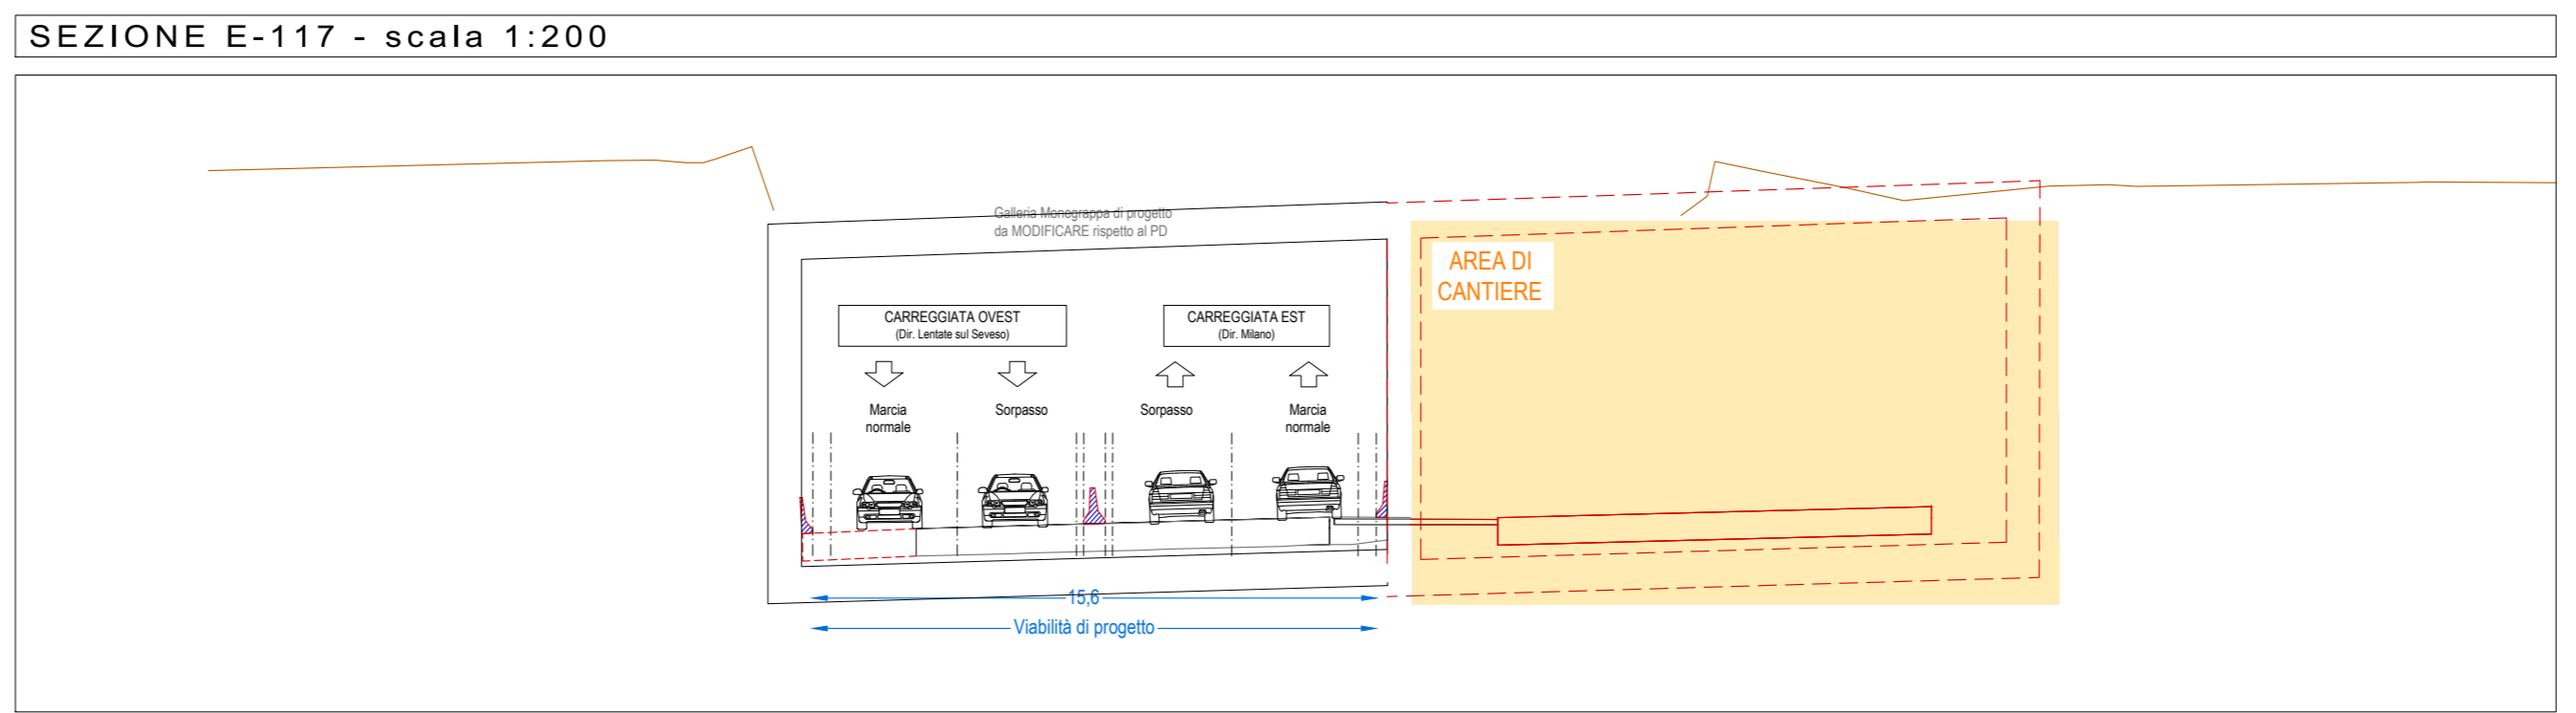 SEZIONE E-117 - scala 1:200
Galleria Monegrappa di progetto
da MODIFICARE rispetto al PD
AREA DI
CANTIERE
CARREGGIATA OVEST
(Dir. Lentate sul Seveso)
CARREGGIATA EST
(Dir. Milano)
Marcia
normale
Sorpasso
Sorpasso
Marcia
normale
15,6
Viabilità di progetto